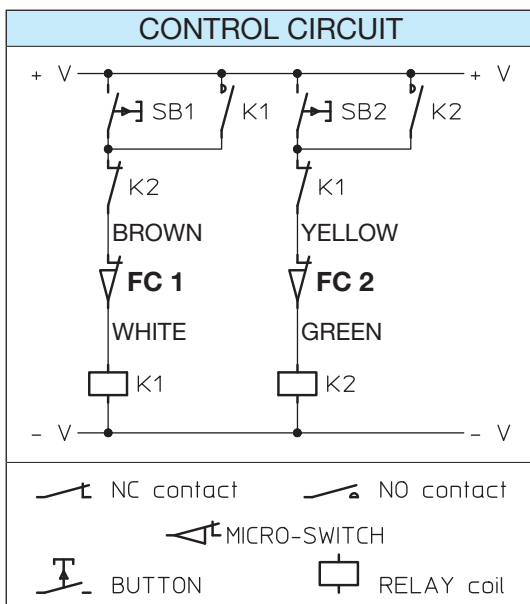 CONTROL CIRCUIT
+ V + V
SB1 K1 SB2 K2
K2 K1
BROWN YELLOW
FC 1 FC 2
WHITE GREEN
K1 K2
- V - V
NC contact NO contact
MICRO-SWITCH
BUTTON RELAY coil